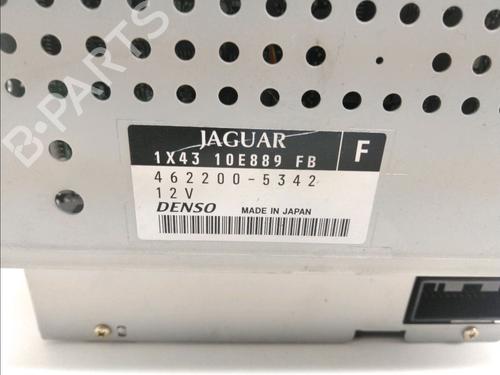 B-PARTS
JAGUAR
1X43 10E889 FB
F
462200-5342
12V
DENSO MADE IN JAPAN